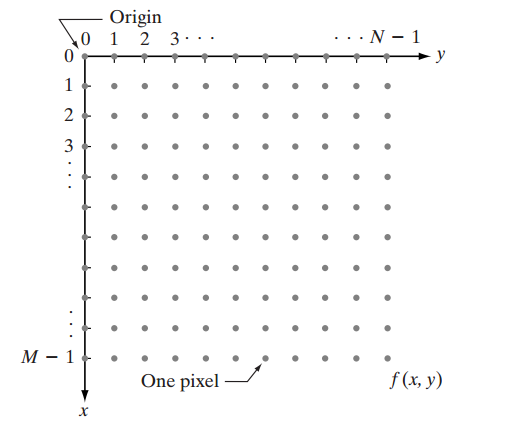 Origin
0 1 2 3 · · · · · · N − 1
y
0
1
2
3
·
·
·
·
·
·
M − 1
One pixel
f (x, y)
x